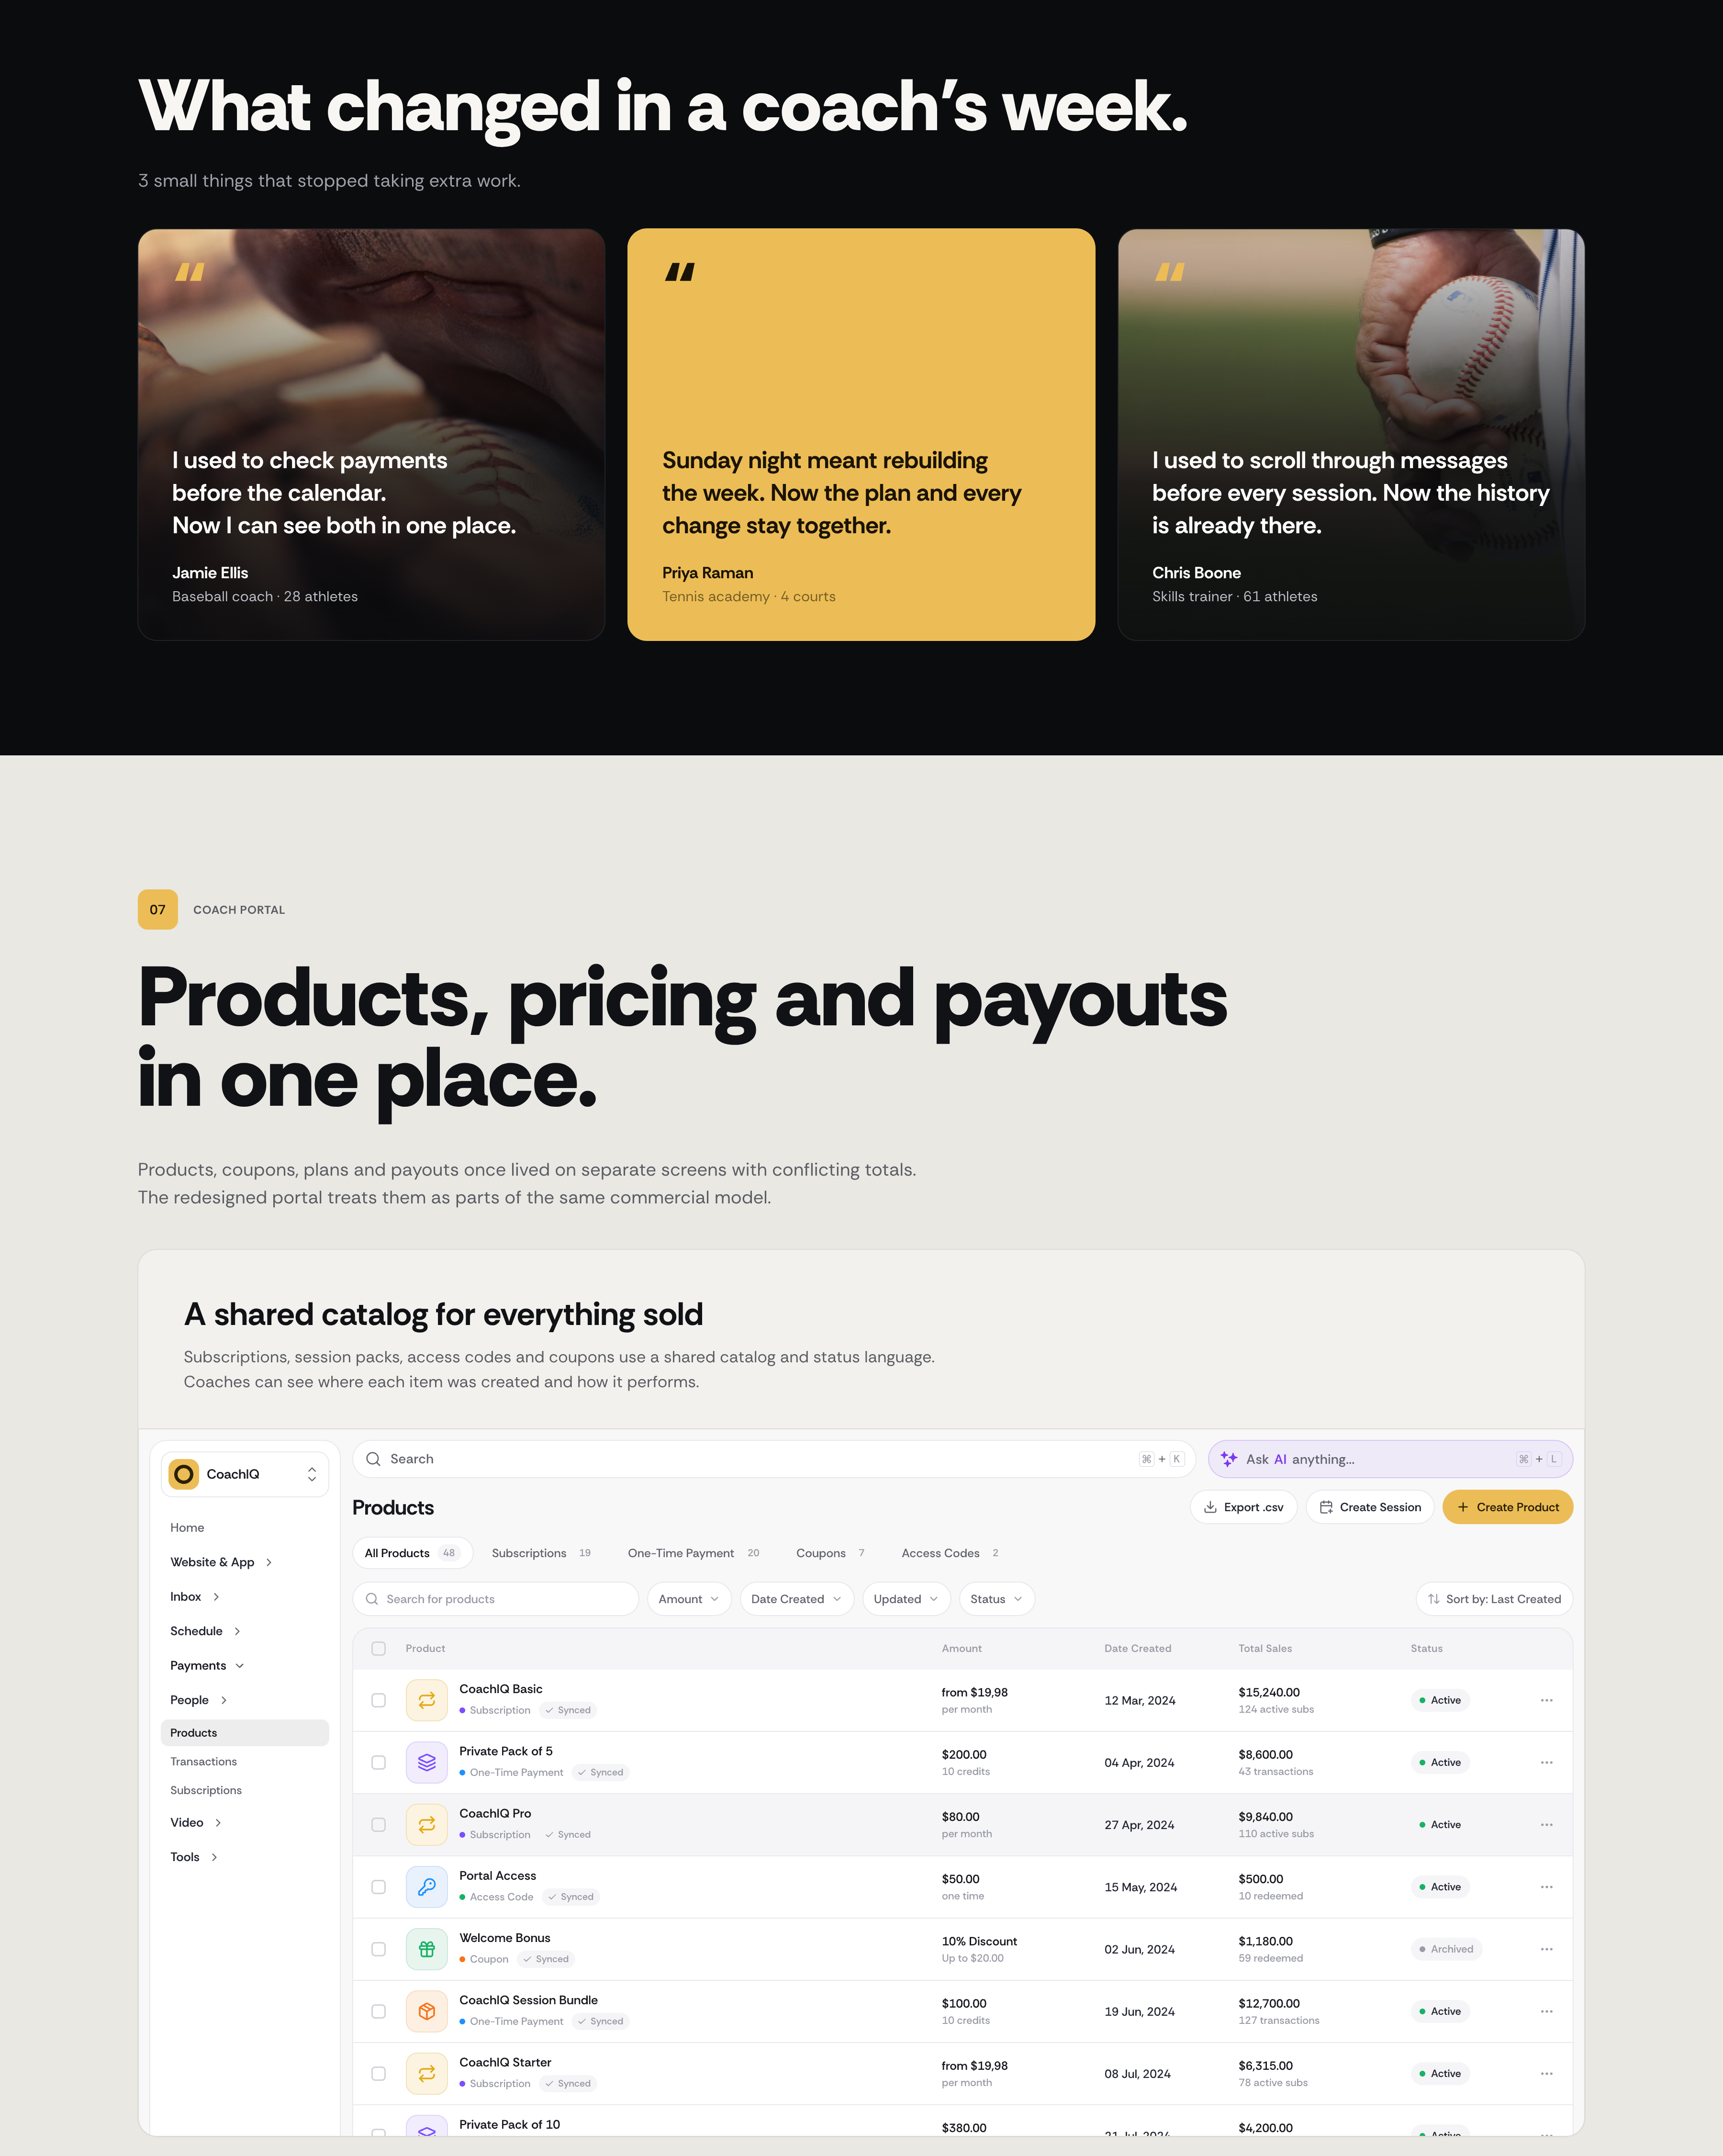 What changed in a coach’s week.
3 small things that stopped taking extra work.
“
I used to check payments
before the calendar.
Now I can see both in one place.
Jamie Ellis
Baseball coach · 28 athletes
“
Sunday night meant rebuilding
the week. Now the plan and every
change stay together.
Priya Raman
Tennis academy · 4 courts
“
I used to scroll through messages
before every session. Now the history
is already there.
Chris Boone
Skills trainer · 61 athletes
07 COACH PORTAL
Products, pricing and payouts
in one place.
Products, coupons, plans and payouts once lived on separate screens with conflicting totals.
The redesigned portal treats them as parts of the same commercial model.
A shared catalog for everything sold
Subscriptions, session packs, access codes and coupons use a shared catalog and status language.
Coaches can see where each item was created and how it performs.
CoachIQ
Home
Website & App
Inbox
Schedule
Payments
People
Products
Transactions
Subscriptions
Video
Tools
Search ⌘ + K
Ask AI anything... ⌘ + L
Products
Export .csv
Create Session
+ Create Product
All Products 48
Subscriptions 19
One-Time Payment 20
Coupons 7
Access Codes 2
Search for products
Amount
Date Created
Updated
Status
Sort by: Last Created
Product Amount Date Created Total Sales Status
CoachIQ Basic
Subscription Synced
from $19,98
per month
12 Mar, 2024
$15,240.00
124 active subs
Active
Private Pack of 5
One-Time Payment Synced
$200.00
10 credits
04 Apr, 2024
$8,600.00
43 transactions
Active
CoachIQ Pro
Subscription Synced
$80.00
per month
27 Apr, 2024
$9,840.00
110 active subs
Active
Portal Access
Access Code Synced
$50.00
one time
15 May, 2024
$500.00
10 redeemed
Active
Welcome Bonus
Coupon Synced
10% Discount
Up to $20.00
02 Jun, 2024
$1,180.00
59 redeemed
Archived
CoachIQ Session Bundle
One-Time Payment Synced
$100.00
10 credits
19 Jun, 2024
$12,700.00
127 transactions
Active
CoachIQ Starter
Subscription Synced
from $19,98
per month
08 Jul, 2024
$6,315.00
78 active subs
Active
Private Pack of 10
$380.00
21 Jul, 2024
$4,200.00
Active